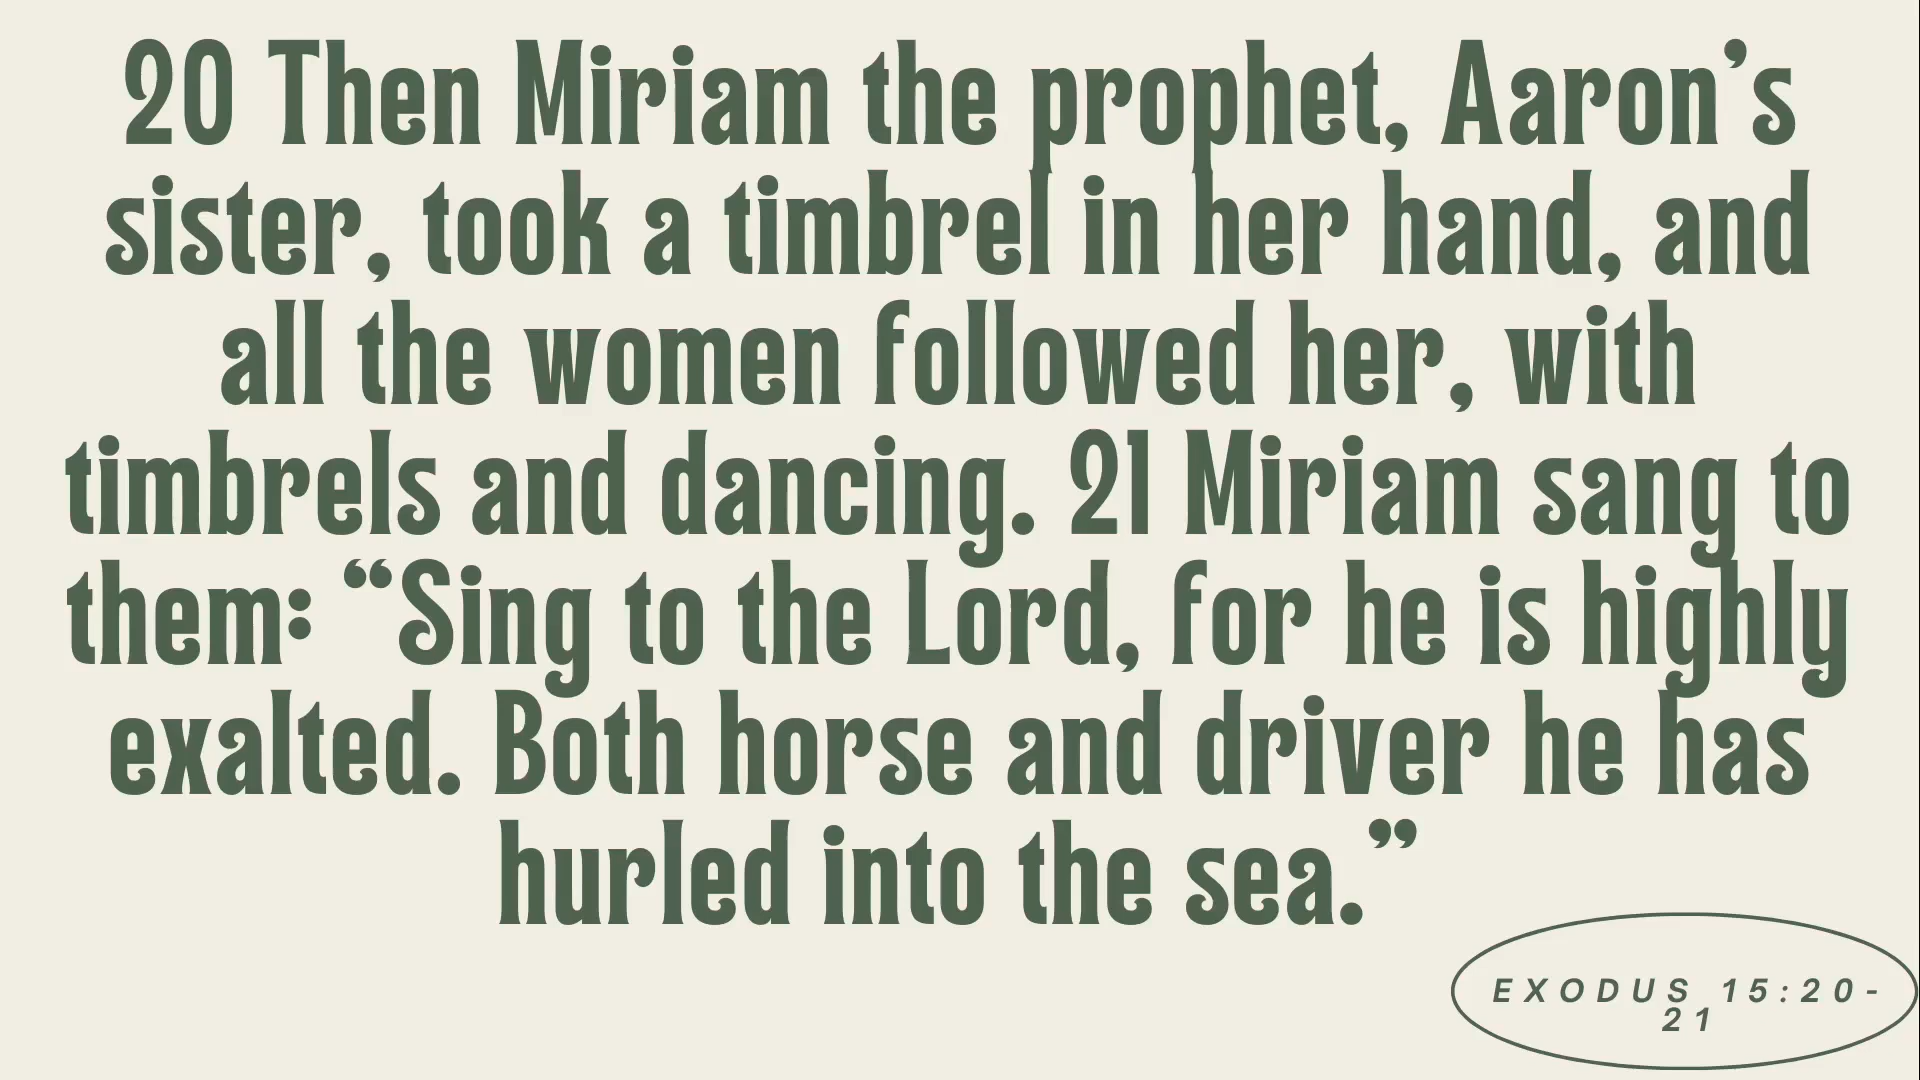 20 Then Miriam the prophet, Aaron’s
sister, took a timbrel in her hand, and
all the women followed her, with
timbrels and dancing. 21 Miriam sang to
them: “Sing to the Lord, for he is highly
exalted. Both horse and driver he has
hurled into the sea.”
EXODUS 15:20-
21